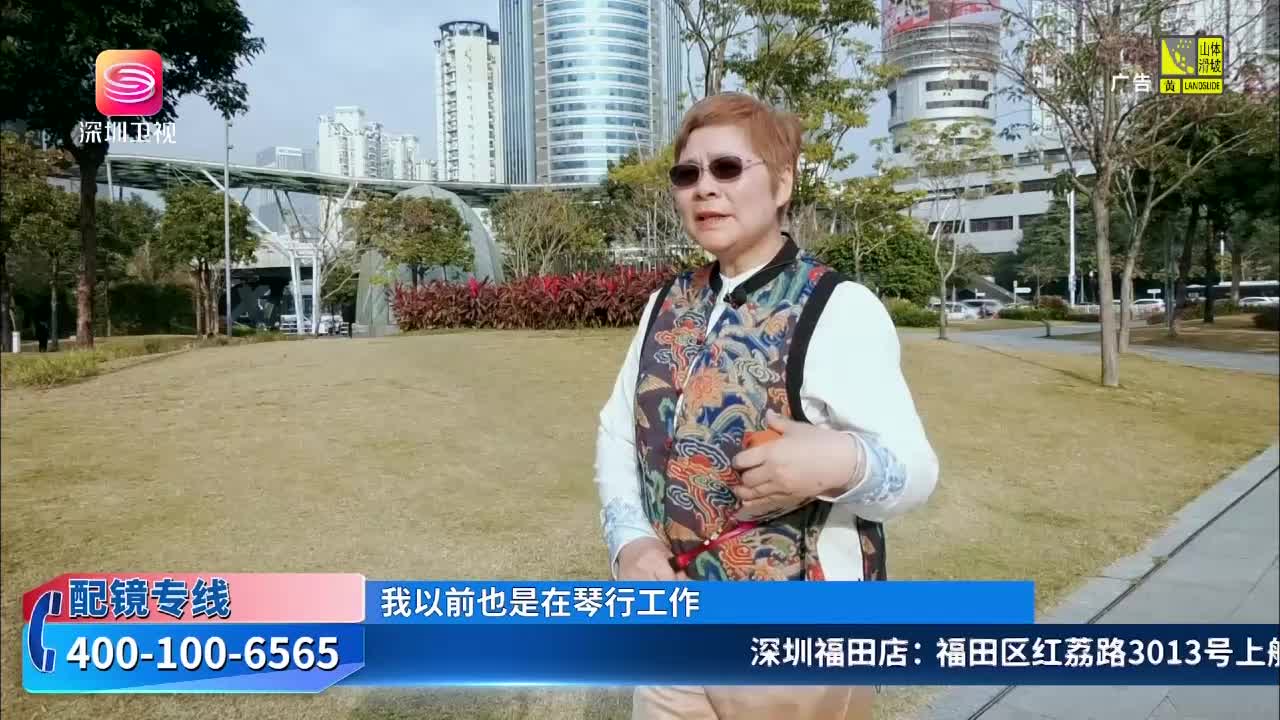 深圳卫视
广告
山体
滑坡
黄 LANDSLIDE
配镜专线
400-100-6565
我以前也是在琴行工作
深圳福田店：福田区红荔路3013号上